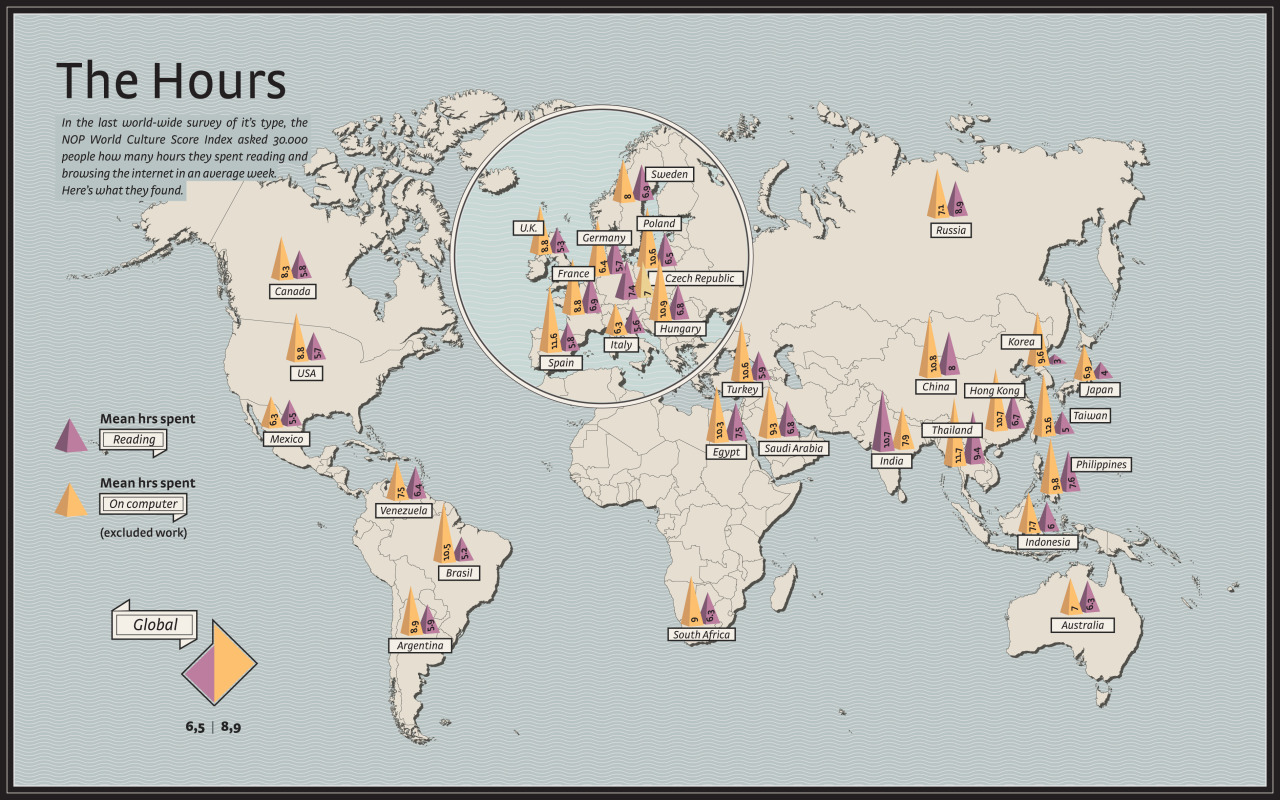 The Hours
In the last world-wide survey of it's type, the
NOP World Culture Score Index asked 30.000
people how many hours they spent reading and
browsing the internet in an average week.
Here's what they found.
Sweden
8
6.9
U.K.
8.8
5.3
Poland
10.6
6.5
Germany
6.4
5.7
Czech Republic
7.4
7
France
8.8
6.9
Hungary
10.9
6.8
Italy
6.3
5.6
Spain
11.6
5.8
Russia
7.1
8.9
Canada
8.3
5.8
USA
8.8
5.7
Mexico
6.3
5.5
Korea
9.6
3
China
10.8
8
Japan
6.9
4
Hong Kong
10.7
6.7
Taiwan
12.6
5
Turkey
10.6
5.9
Egypt
10.3
7.5
Saudi Arabia
9.3
6.8
India
10.7
7.9
Thailand
11.7
9.4
Philippines
9.8
7.6
Indonesia
7.7
6
Venezuela
7.5
6.4
Brasil
10.5
5.2
Argentina
8.9
5.9
South Africa
9
6.3
Australia
7
6.3
Mean hrs spent
Reading
Mean hrs spent
On computer
(excluded work)
Global
6,5 | 8,9